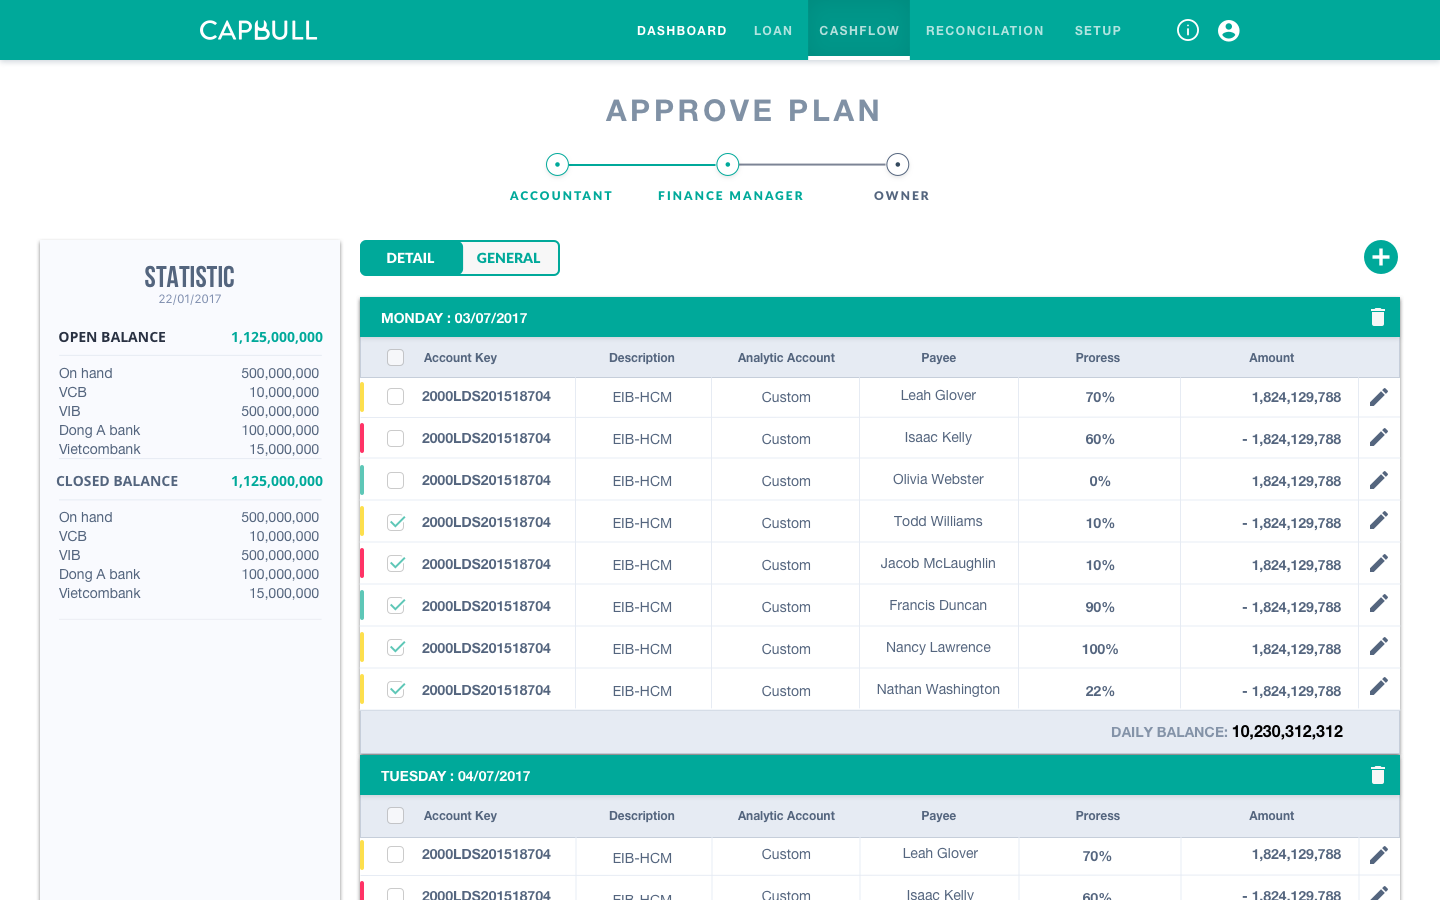 CAPBULL
DASHBOARD LOAN CASHFLOW RECONCILATION SETUP
APPROVE PLAN
ACCOUNTANT FINANCE MANAGER OWNER
STATISTIC
22/01/2017
OPEN BALANCE 1,125,000,000
On hand 500,000,000
VCB 10,000,000
VIB 500,000,000
Dong A bank 100,000,000
Vietcombank 15,000,000
CLOSED BALANCE 1,125,000,000
On hand 500,000,000
VCB 10,000,000
VIB 500,000,000
Dong A bank 100,000,000
Vietcombank 15,000,000
DETAIL GENERAL
MONDAY : 03/07/2017
Account Key Description Analytic Account Payee Proress Amount
2000LDS201518704 EIB-HCM Custom Leah Glover 70% 1,824,129,788
2000LDS201518704 EIB-HCM Custom Isaac Kelly 60% - 1,824,129,788
2000LDS201518704 EIB-HCM Custom Olivia Webster 0% 1,824,129,788
2000LDS201518704 EIB-HCM Custom Todd Williams 10% - 1,824,129,788
2000LDS201518704 EIB-HCM Custom Jacob McLaughlin 10% 1,824,129,788
2000LDS201518704 EIB-HCM Custom Francis Duncan 90% - 1,824,129,788
2000LDS201518704 EIB-HCM Custom Nancy Lawrence 100% 1,824,129,788
2000LDS201518704 EIB-HCM Custom Nathan Washington 22% - 1,824,129,788
DAILY BALANCE: 10,230,312,312
TUESDAY : 04/07/2017
Account Key Description Analytic Account Payee Proress Amount
2000LDS201518704 EIB-HCM Custom Leah Glover 70% 1,824,129,788
2000LDS201518704 EIB-HCM Custom Isaac Kelly 60% - 1,824,129,788